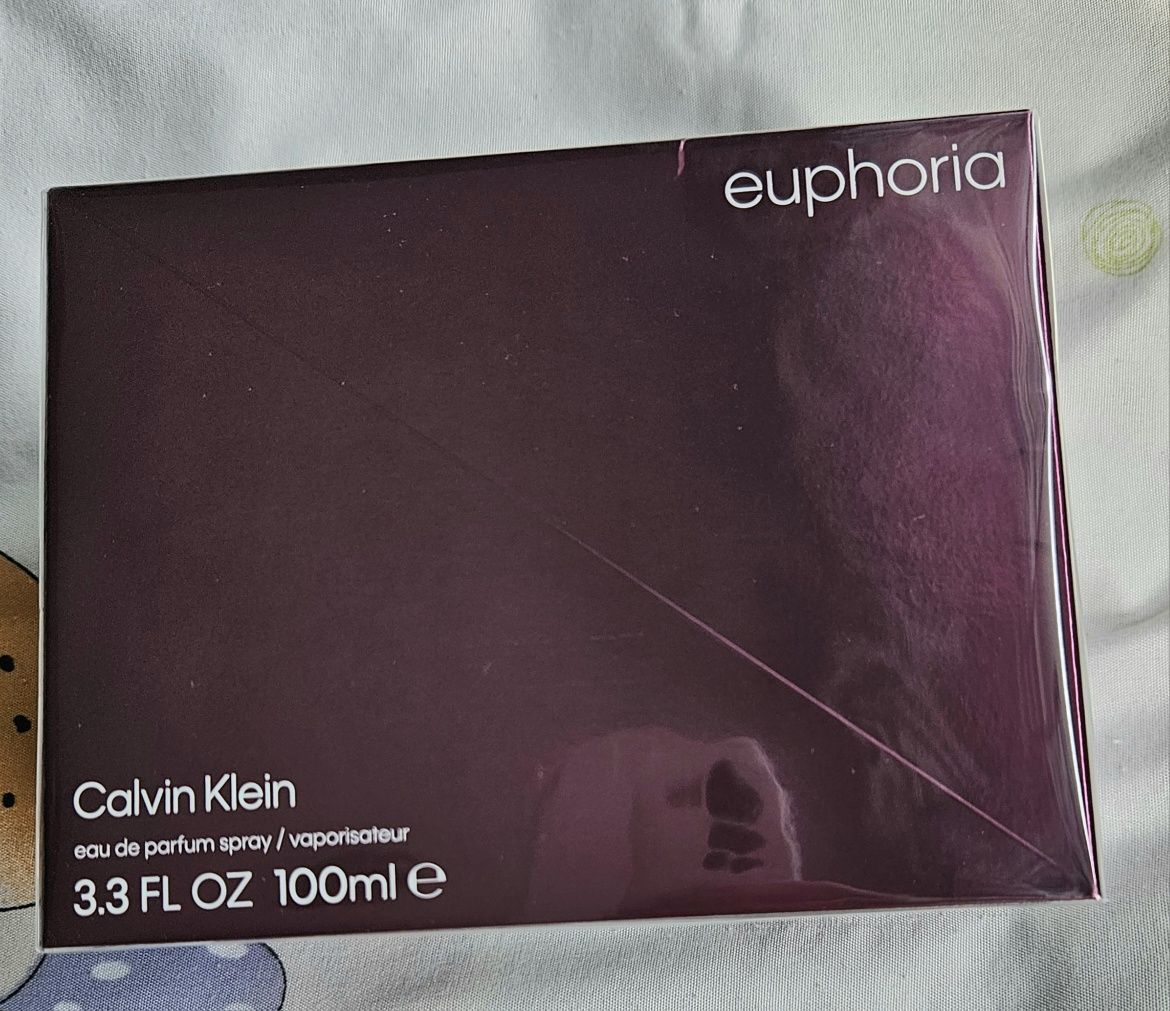 euphoria
Calvin Klein
eau de parfum spray / vaporisateur
3.3 FL OZ 100ml ℮